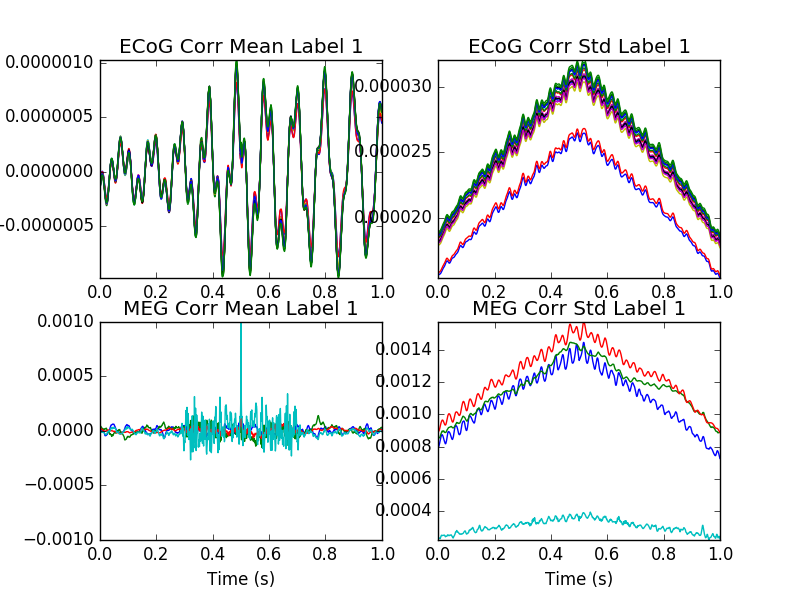 ECoG Corr Mean Label 1
0.0000010
0.0000005
0.0000000
−0.0000005
0.0 0.2 0.4 0.6 0.8 1.0
ECoG Corr Std Label 1
0.000030
0.000025
0.000020
0.0 0.2 0.4 0.6 0.8 1.0
MEG Corr Mean Label 1
0.0010
0.0005
0.0000
−0.0005
−0.0010
0.0 0.2 0.4 0.6 0.8 1.0
Time (s)
MEG Corr Std Label 1
0.0014
0.0012
0.0010
0.0008
0.0006
0.0004
0.0 0.2 0.4 0.6 0.8 1.0
Time (s)